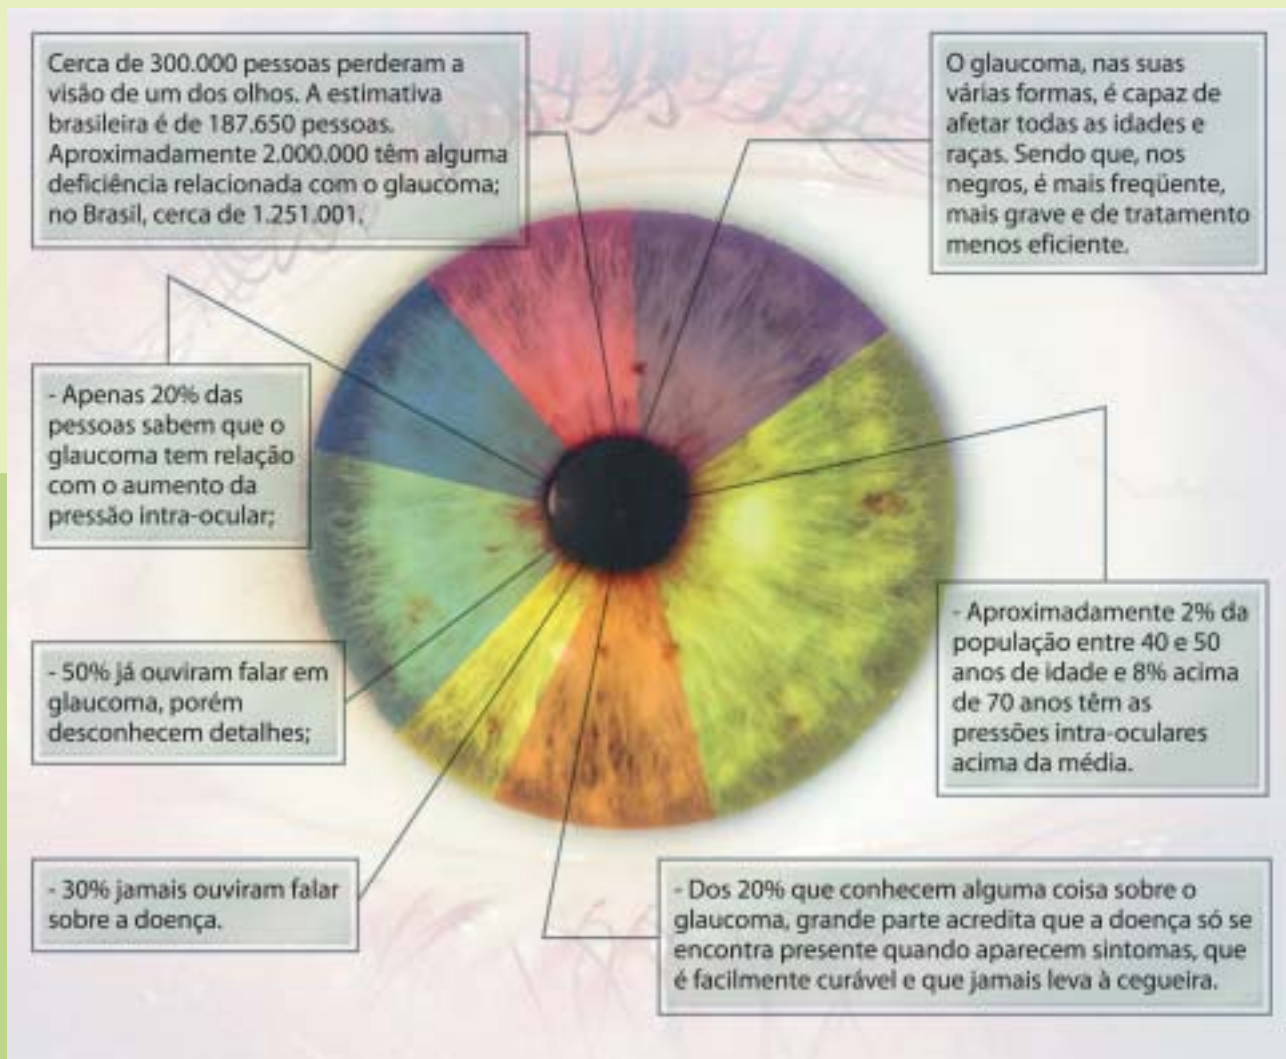 Cerca de 300.000 pessoas perderam a
visão de um dos olhos. A estimativa
brasileira é de 187.650 pessoas.
Aproximadamente 2.000.000 têm alguma
deficiência relacionada com o glaucoma;
no Brasil, cerca de 1.251.001.
O glaucoma, nas suas
várias formas, é capaz de
afetar todas as idades e
raças. Sendo que, nos
negros, é mais freqüente,
mais grave e de tratamento
menos eficiente.
- Apenas 20% das
pessoas sabem que o
glaucoma tem relação
com o aumento da
pressão intra-ocular;
- 50% já ouviram falar em
glaucoma, porém
desconhecem detalhes;
- Aproximadamente 2% da
população entre 40 e 50
anos de idade e 8% acima
de 70 anos têm as
pressões intra-oculares
acima da média.
- 30% jamais ouviram falar
sobre a doença.
- Dos 20% que conhecem alguma coisa sobre o
glaucoma, grande parte acredita que a doença só se
encontra presente quando aparecem sintomas, que
é facilmente curável e que jamais leva à cegueira.